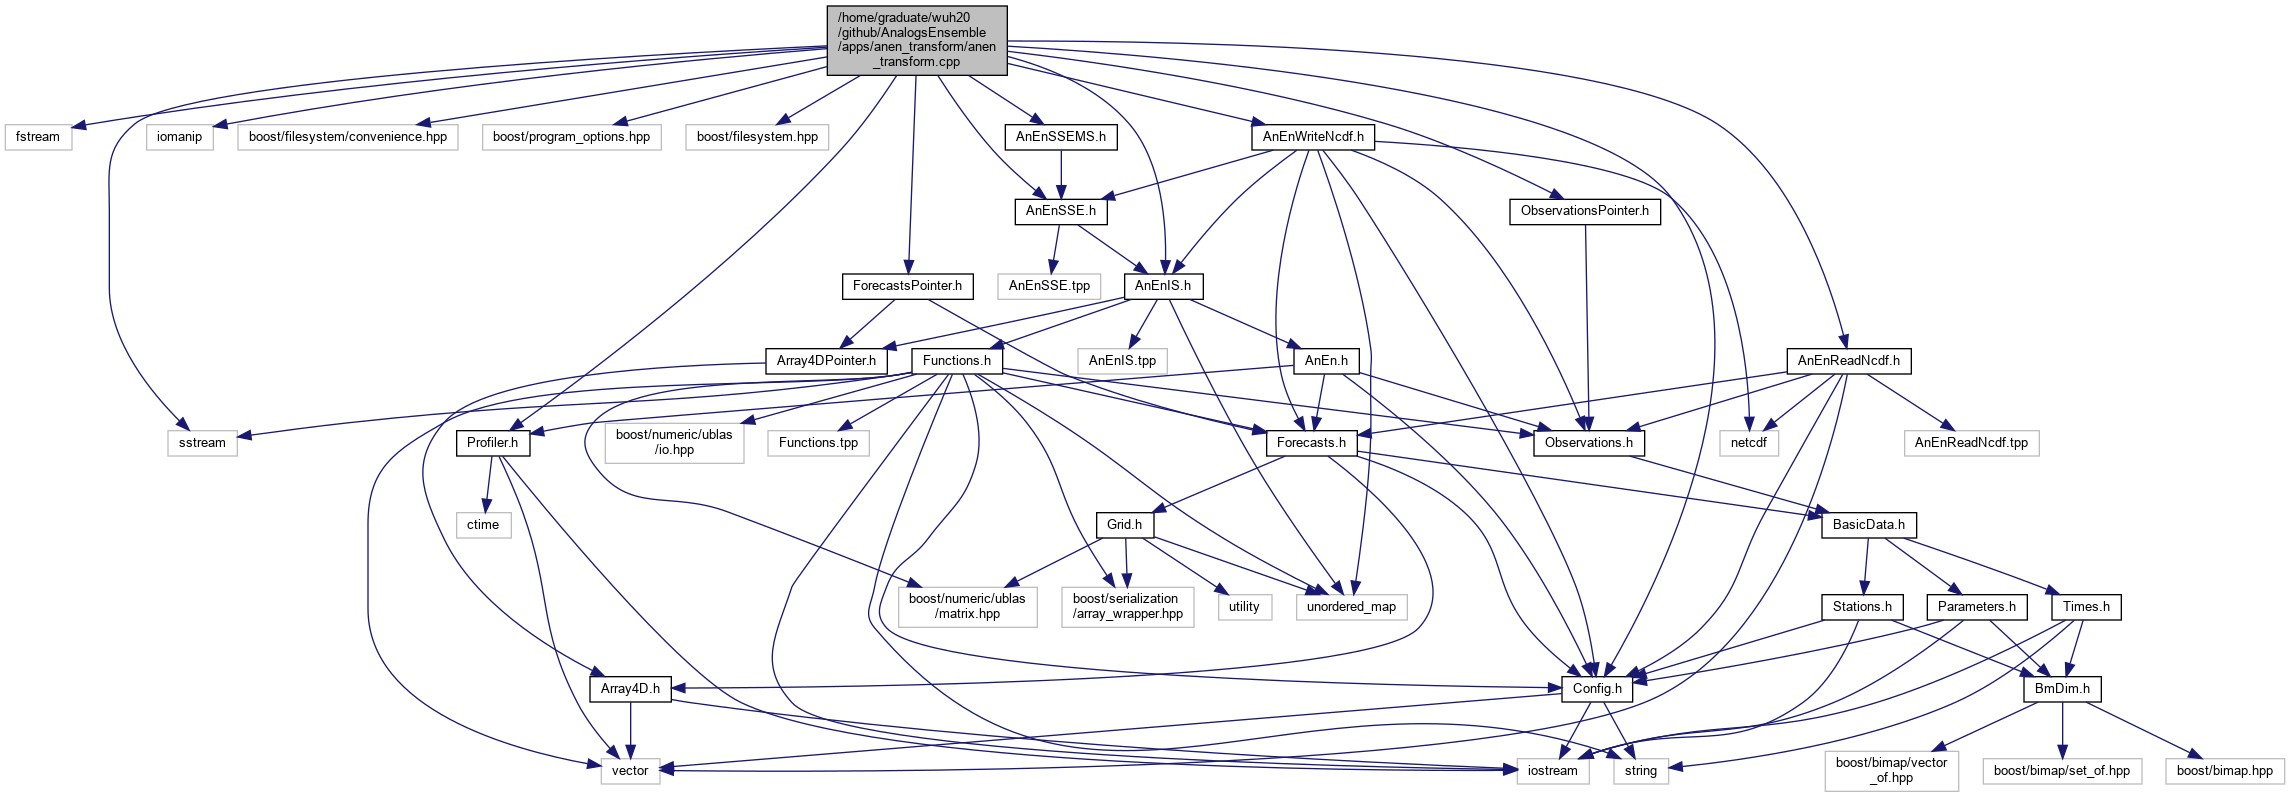 /home/graduate/wuh20
/github/AnalogsEnsemble
/apps/anen_transform/anen
_transform.cpp
fstream
iomanip
boost/filesystem/convenience.hpp
boost/program_options.hpp
boost/filesystem.hpp
AnEnSSEMS.h
AnEnWriteNcdf.h
AnEnSSE.h
ObservationsPointer.h
ForecastsPointer.h
AnEnSSE.tpp
AnEnIS.h
Array4DPointer.h
Functions.h
AnEnIS.tpp
AnEn.h
AnEnReadNcdf.h
sstream
Profiler.h
boost/numeric/ublas
/io.hpp
Functions.tpp
Forecasts.h
Observations.h
netcdf
AnEnReadNcdf.tpp
ctime
Grid.h
BasicData.h
boost/numeric/ublas
/matrix.hpp
boost/serialization
/array_wrapper.hpp
utility
unordered_map
Stations.h
Parameters.h
Times.h
Array4D.h
Config.h
BmDim.h
vector
iostream
string
boost/bimap/vector
_of.hpp
boost/bimap/set_of.hpp
boost/bimap.hpp